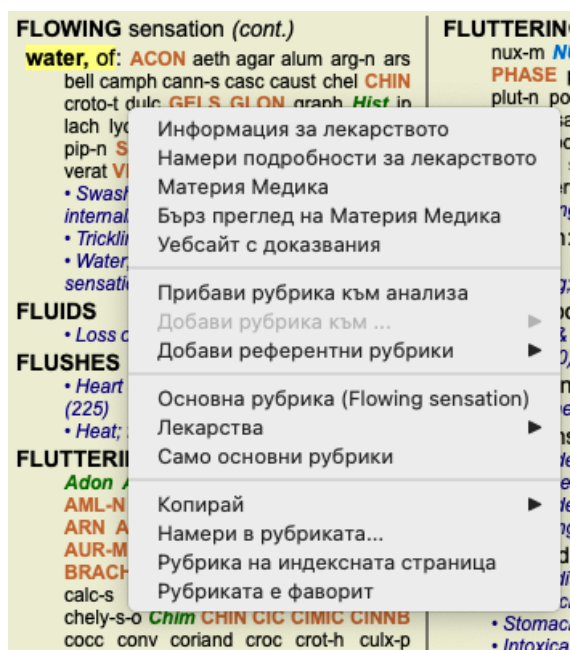 FLOWING sensation (cont.)
water, of: ACON aeth agar alum arg-n ars
bell camph cann-s casc caust chel CHIN
croto-t dulc GELS GLON graph Hist ip
lach
pip-n
verat
• Swash
internal
• Trickli
• Water,
sensati
FLUIDS
• Loss o
FLUSHES
• Heart
(225)
• Heat;
FLUTTERI
Adon
AML-N
ARN
AUR-M
BRACH
calc-s
chely-s-o Chim CHIN CIC CIMIC CINNB
cocc conv coriand croc crot-h culx-p
Информация за лекарството
Намери подробности за лекарството
Материя Медика
Бърз преглед на Материя Медика
Уебсайт с доказвания
Прибави рубрика към анализа
Добави рубрика към ...
Добави референтни рубрики
Основна рубрика (Flowing sensation)
Лекарства
Само основни рубрики
Копирай
Намери в рубриката...
Рубрика на индексната страница
Рубриката е фаворит
FLUTTERING
nux-m
PHASE
plut-n
• Stomac
• Intoxica